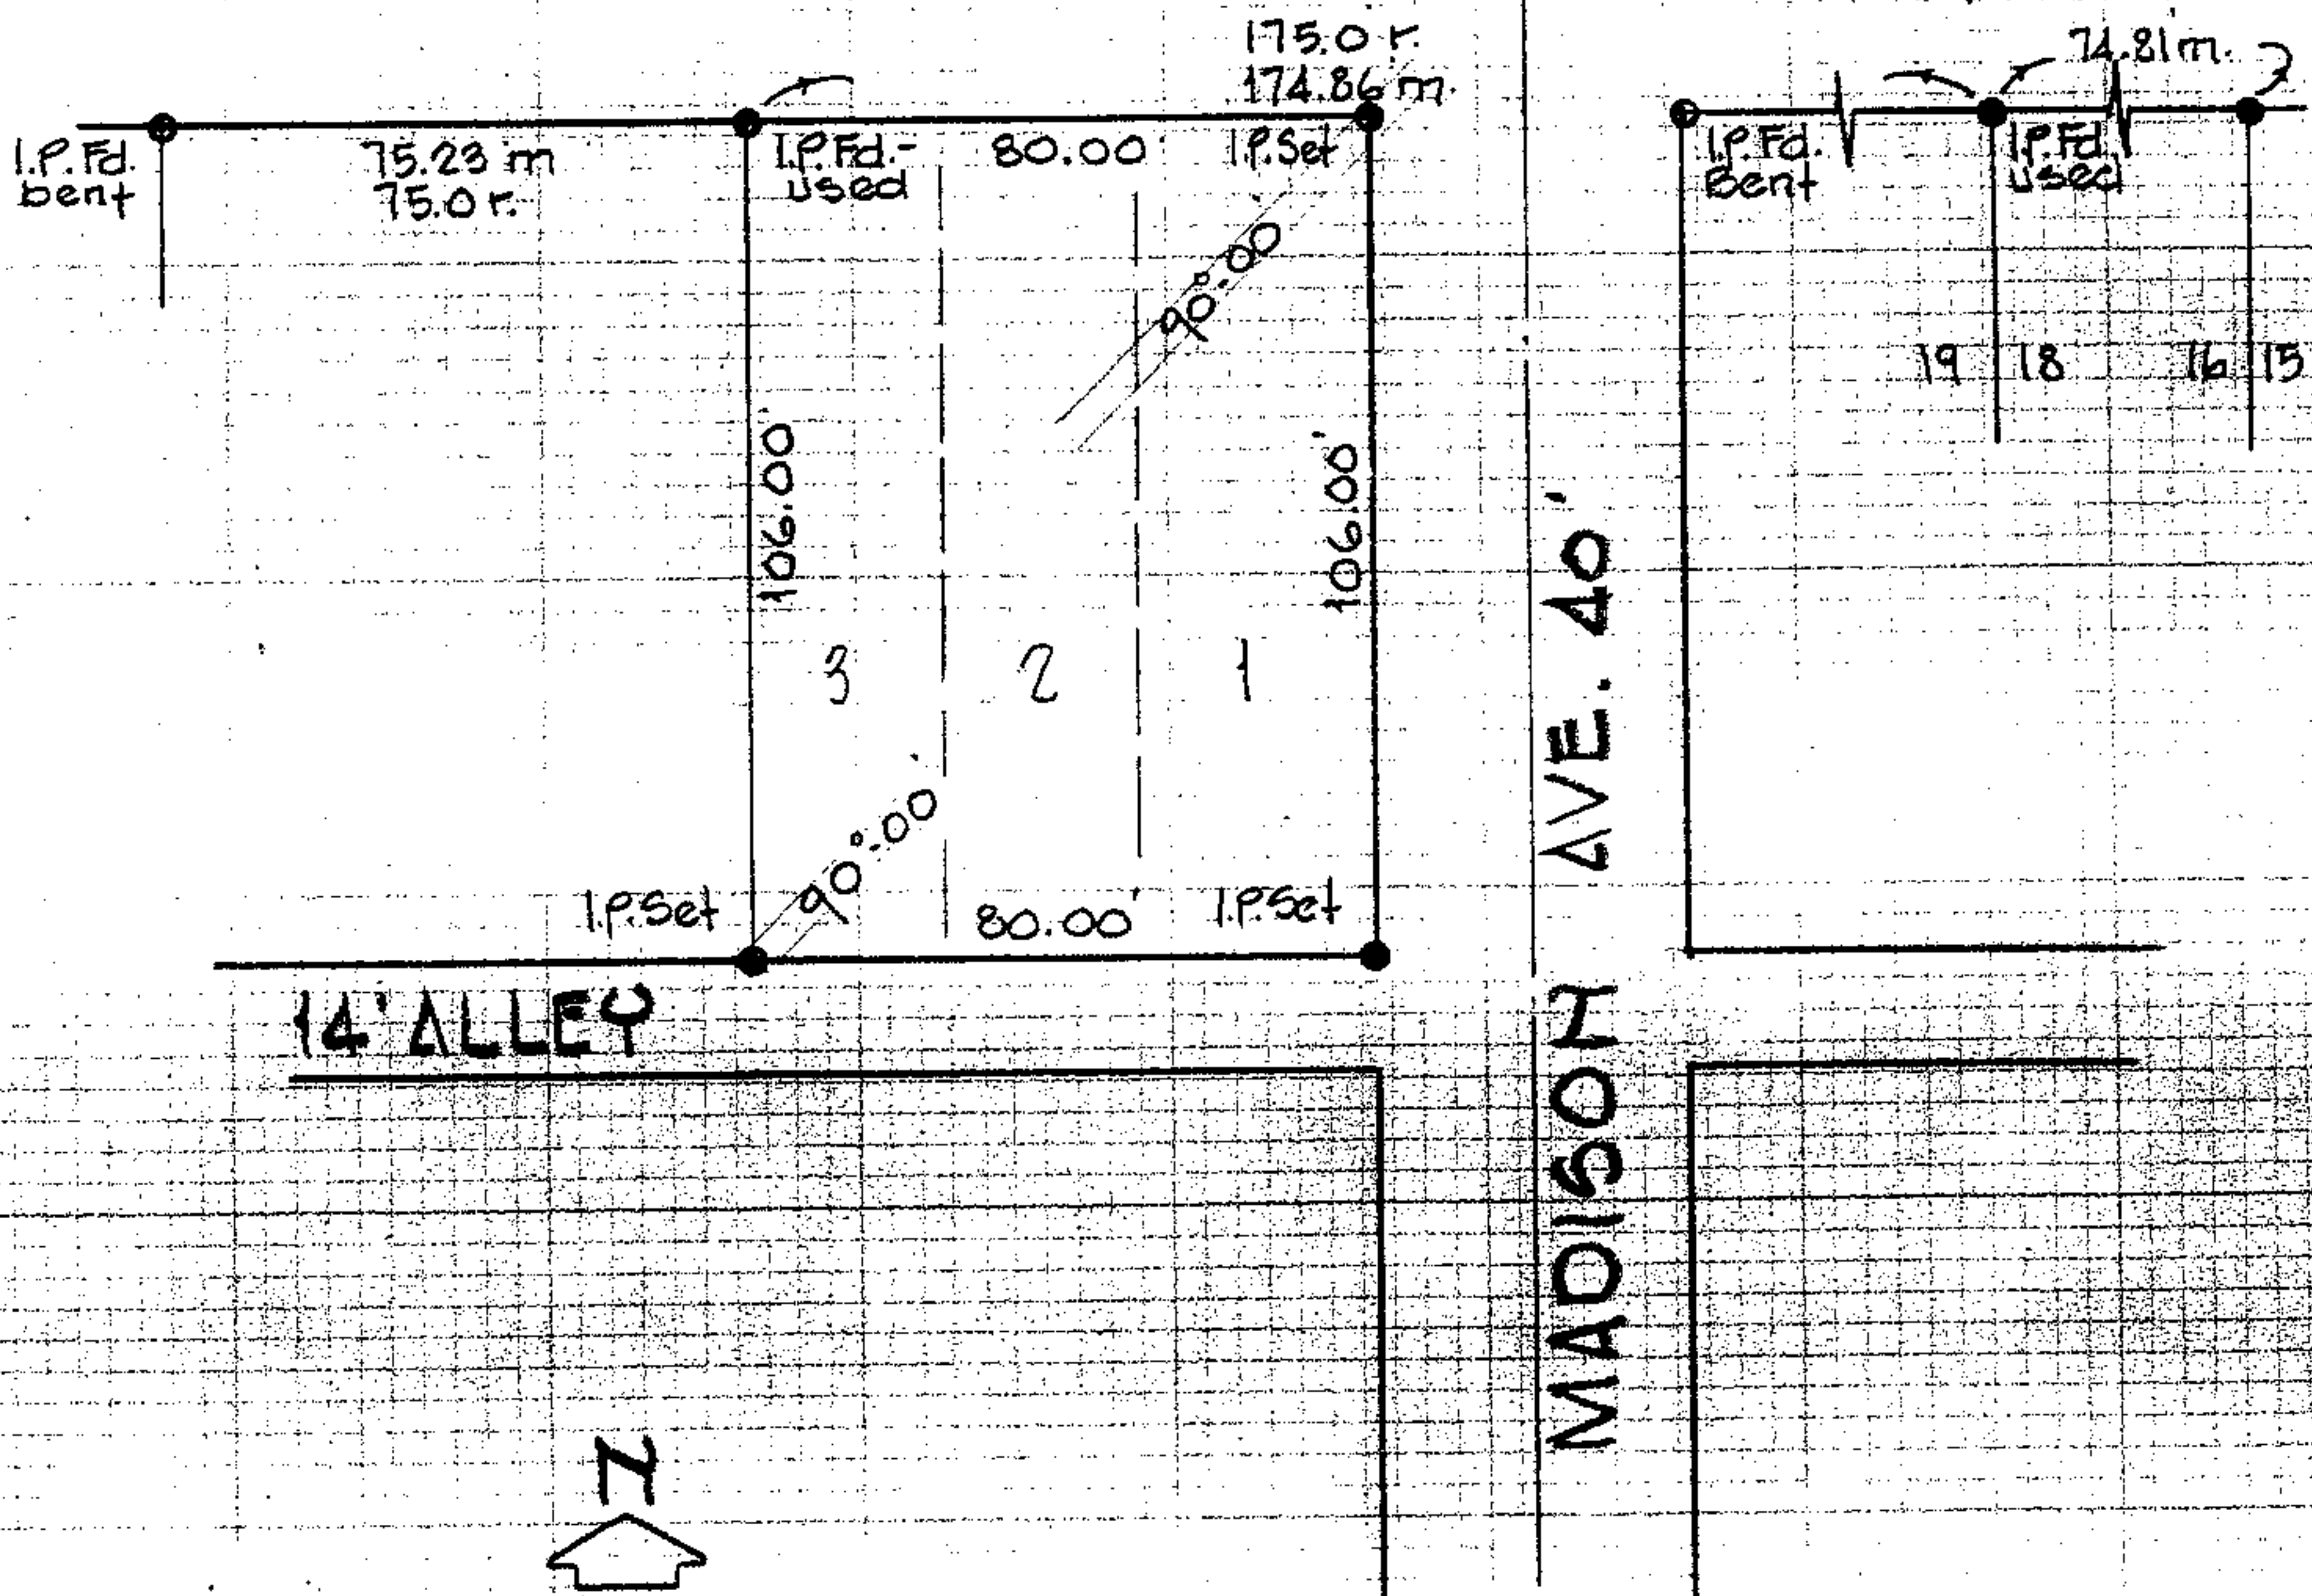 175.0 r.
174.86 m.
74.81 m.
I.P. Fd.
bent
75.23 m
75.0 r.
I.P. Fd.-
used
80.00'
I.P. Set
I.P. Fd.
Bent
I.P. Fd.
used
90°-00
19
18
16
15
106.00'
106.00'
3
2
1
90°-00'
I.P. Set
80.00'
I.P. Set
14' ALLEY
MADISON AVE. 40'
N